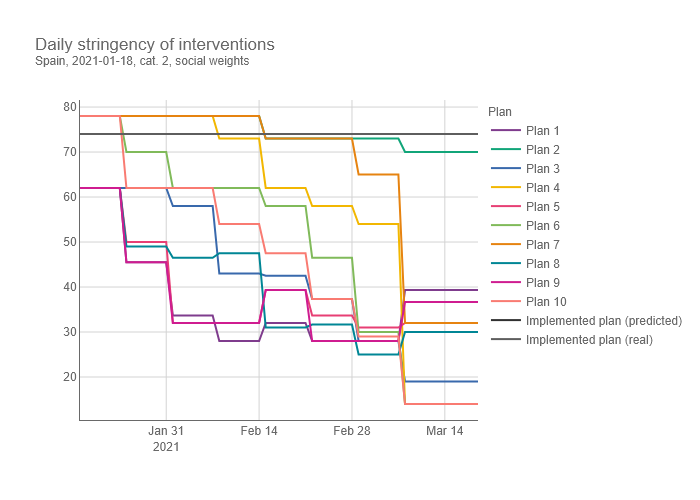 Daily stringency of interventions
Spain, 2021-01-18, cat. 2, social weights
80
70
60
50
40
30
20
Jan 31
2021
Feb 14
Feb 28
Mar 14
Plan
Plan 1
Plan 2
Plan 3
Plan 4
Plan 5
Plan 6
Plan 7
Plan 8
Plan 9
Plan 10
Implemented plan (predicted)
Implemented plan (real)